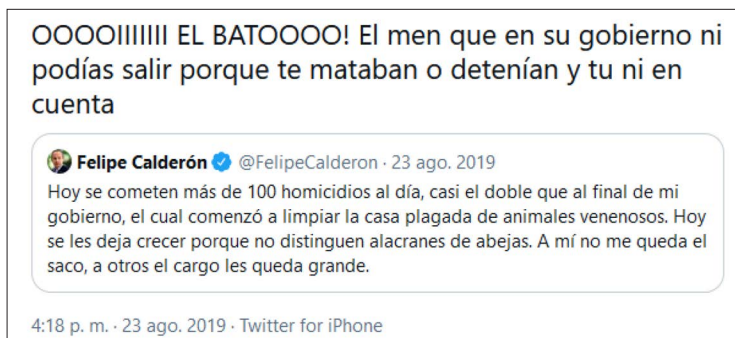 OOOOIIIIIII EL BATOOOO! El men que en su gobierno ni
podías salir porque te mataban o detenían y tu ni en
cuenta
Felipe Calderón @FelipeCalderon · 23 ago. 2019
Hoy se cometen más de 100 homicidios al día, casi el doble que al final de mi
gobierno, el cual comenzó a limpiar la casa plagada de animales venenosos. Hoy
se les deja crecer porque no distinguen alacranes de abejas. A mí no me queda el
saco, a otros el cargo les queda grande.
4:18 p. m. · 23 ago. 2019 · Twitter for iPhone